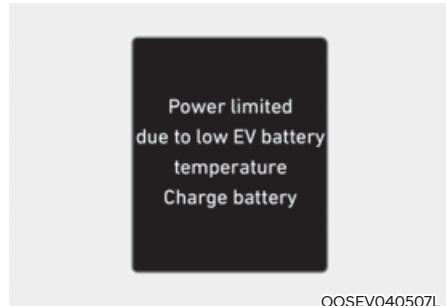 Power limited
due to low EV battery
temperature
Charge battery
OOSEV040507L